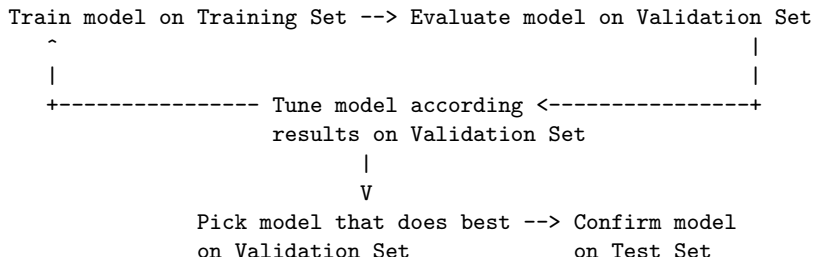 Train model on Training Set --> Evaluate model on Validation Set
^ |
| |
+---------------- Tune model according <----------------+
results on Validation Set
|
V
Pick model that does best --> Confirm model
on Validation Set on Test Set